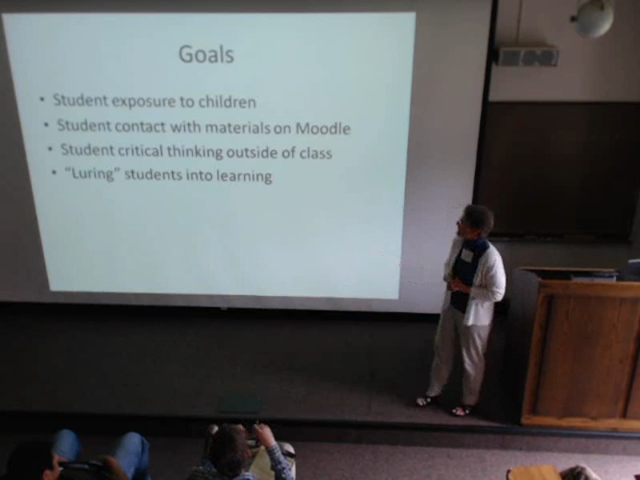 Goals
• Student exposure to children
• Student contact with materials on Moodle
• Student critical thinking outside of class
• “Luring” students into learning